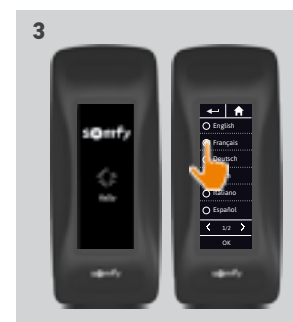 3
somfy
Hello
English
Français
Deutsch
Italiano
Español
1/2
OK
somfy
somfy